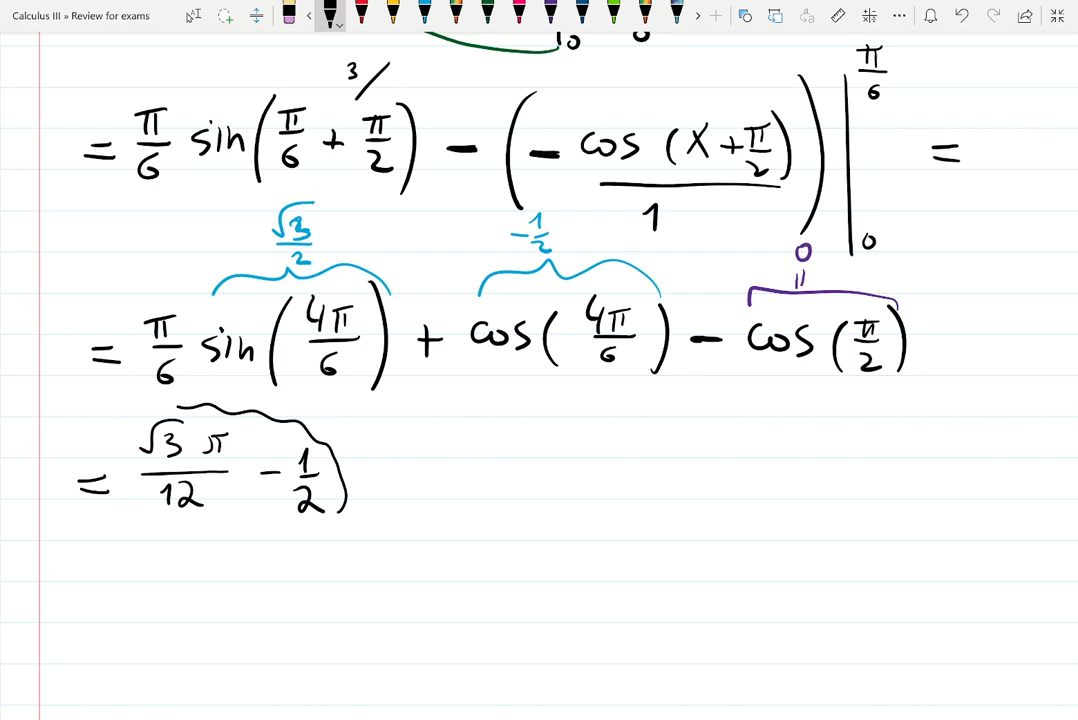 Calculus III » Review for exams
= π/6 sin(π/6 + 3/ π/2) - (- cos (x + π/2)/1) | π/6 0 =
√3/2 -1/2 0 =
= π/6 sin(4π/6) + cos(4π/6) - cos(π/2)
= √3 π/12 - 1/2